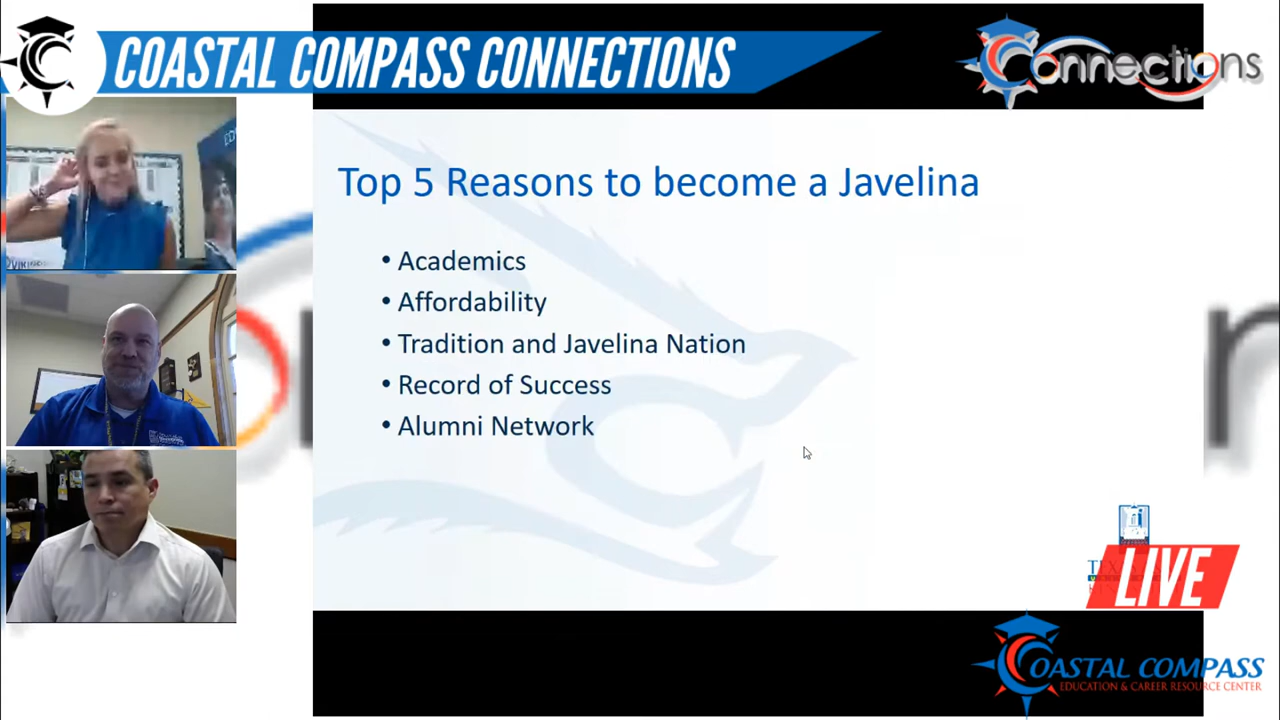 COASTAL COMPASS CONNECTIONS
Connections
Top 5 Reasons to become a Javelina
• Academics
• Affordability
• Tradition and Javelina Nation
• Record of Success
• Alumni Network
LIVE
COASTAL COMPASS
EDUCATION & CAREER RESOURCE CENTER